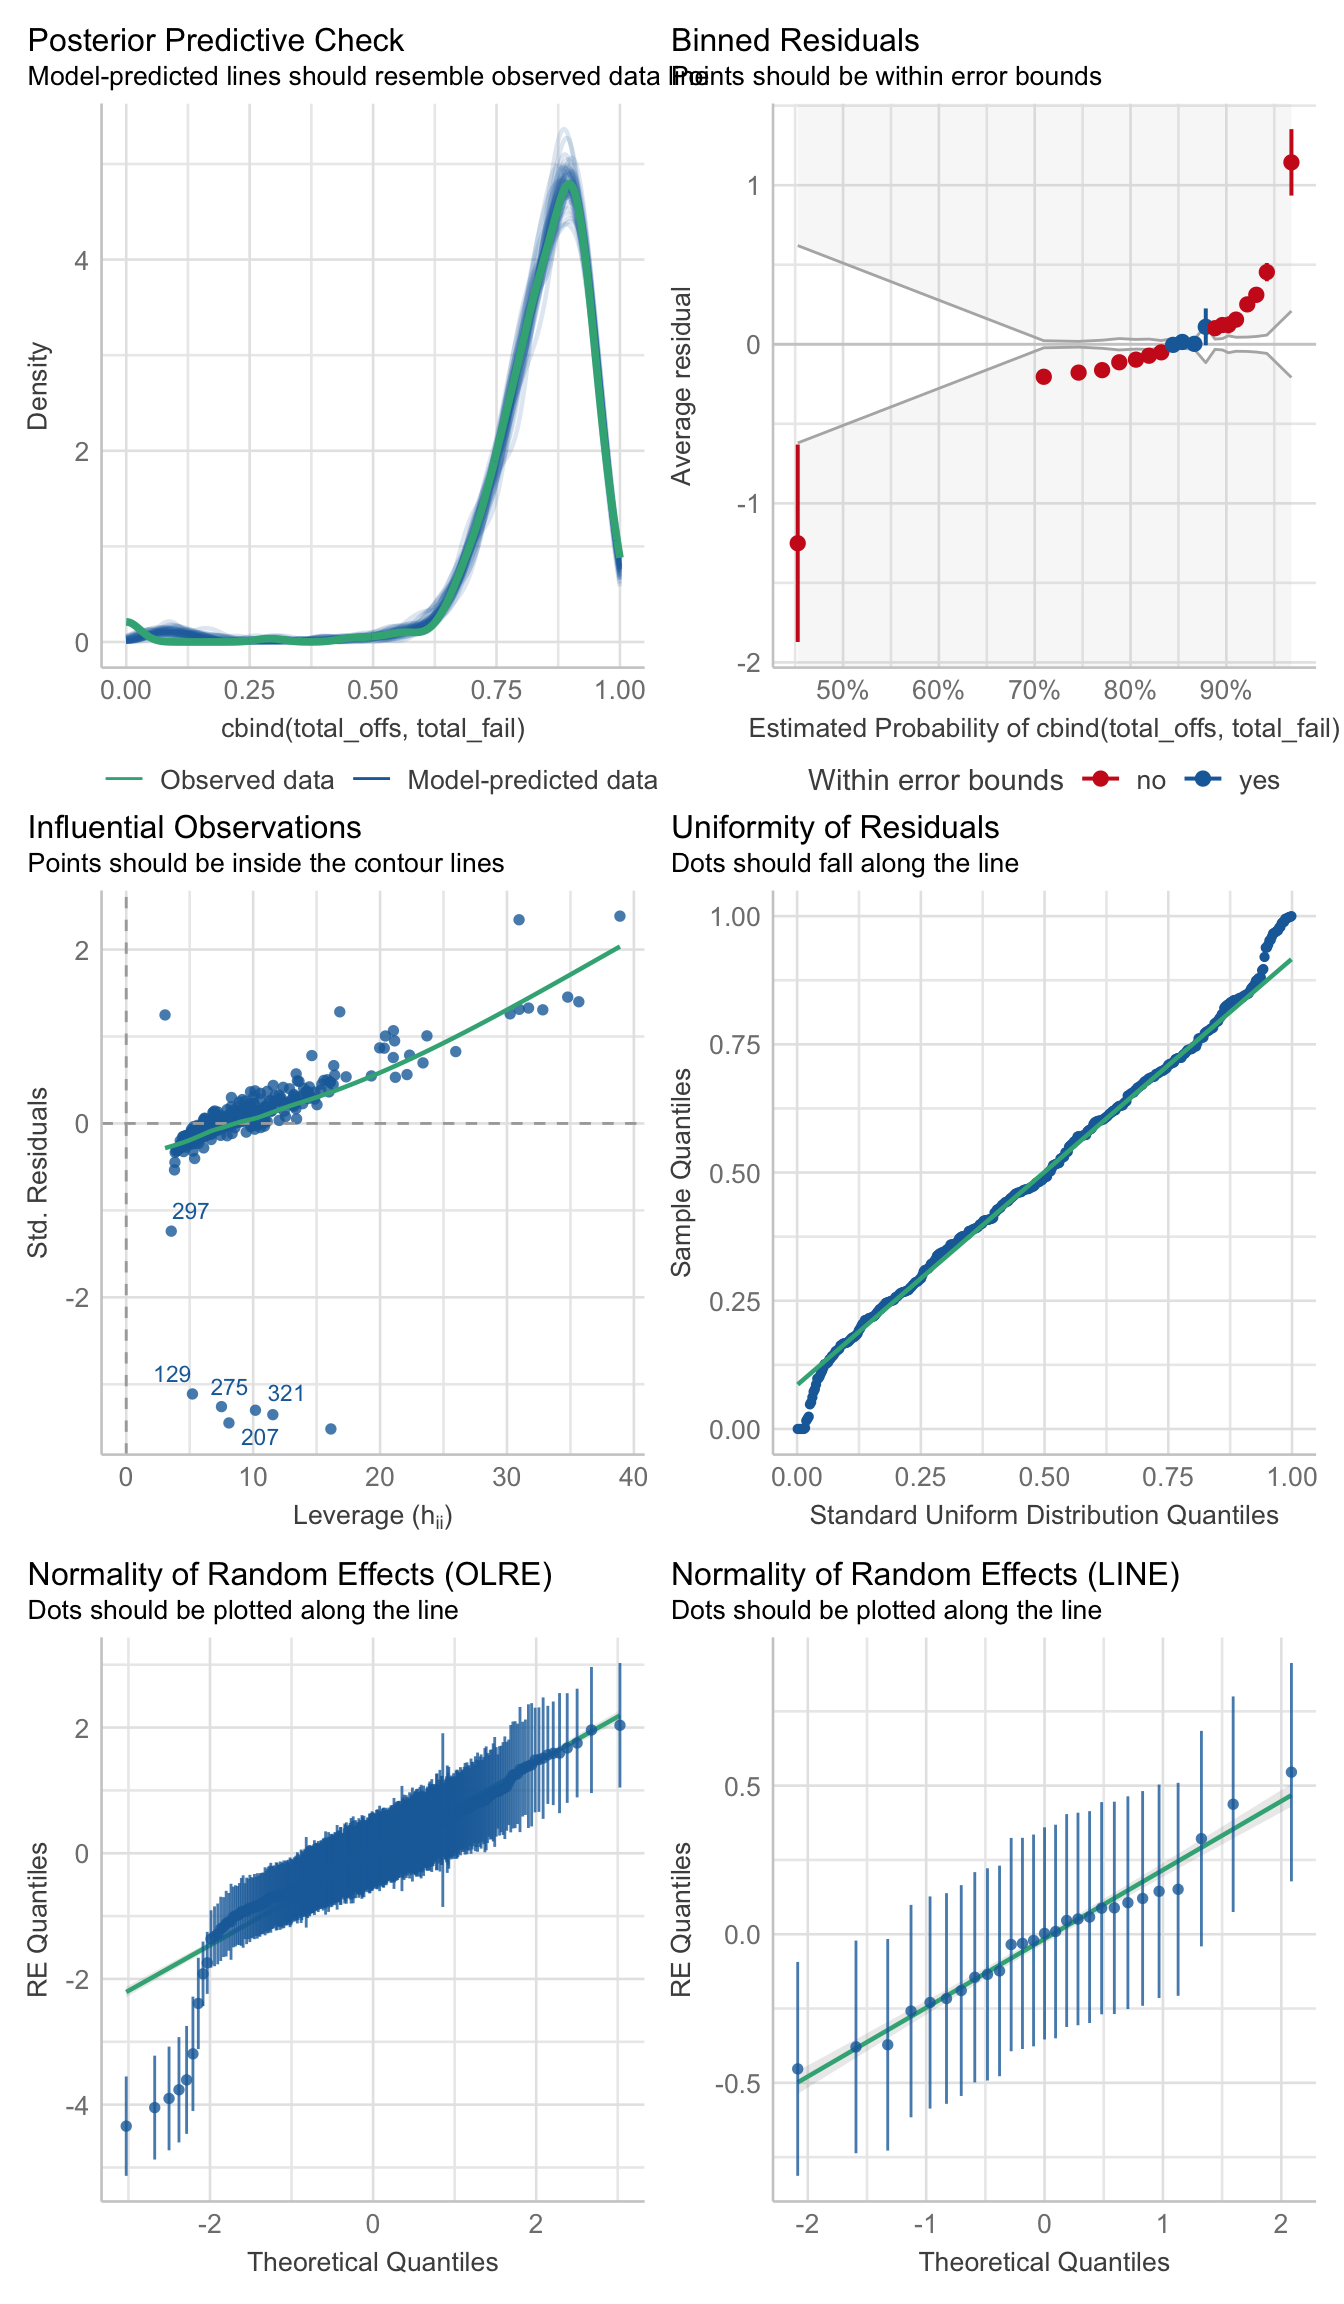 Posterior Predictive Check
Model-predicted lines should resemble observed data line
Density
4
2
0
0.00 0.25 0.50 0.75 1.00
cbind(total_offs, total_fail)
Observed data Model-predicted data
Binned Residuals
Points should be within error bounds
Average residual
1
0
-1
-2
50% 60% 70% 80% 90%
Estimated Probability of cbind(total_offs, total_fail)
Within error bounds no yes
Influential Observations
Points should be inside the contour lines
Std. Residuals
2
0
-2
297
129
275
321
207
0 10 20 30 40
Leverage (hii)
Uniformity of Residuals
Dots should fall along the line
Sample Quantiles
1.00
0.75
0.50
0.25
0.00
0.00 0.25 0.50 0.75 1.00
Standard Uniform Distribution Quantiles
Normality of Random Effects (OLRE)
Dots should be plotted along the line
RE Quantiles
2
0
-2
-4
-2 0 2
Theoretical Quantiles
Normality of Random Effects (LINE)
Dots should be plotted along the line
RE Quantiles
0.5
0.0
-0.5
-2 -1 0 1 2
Theoretical Quantiles